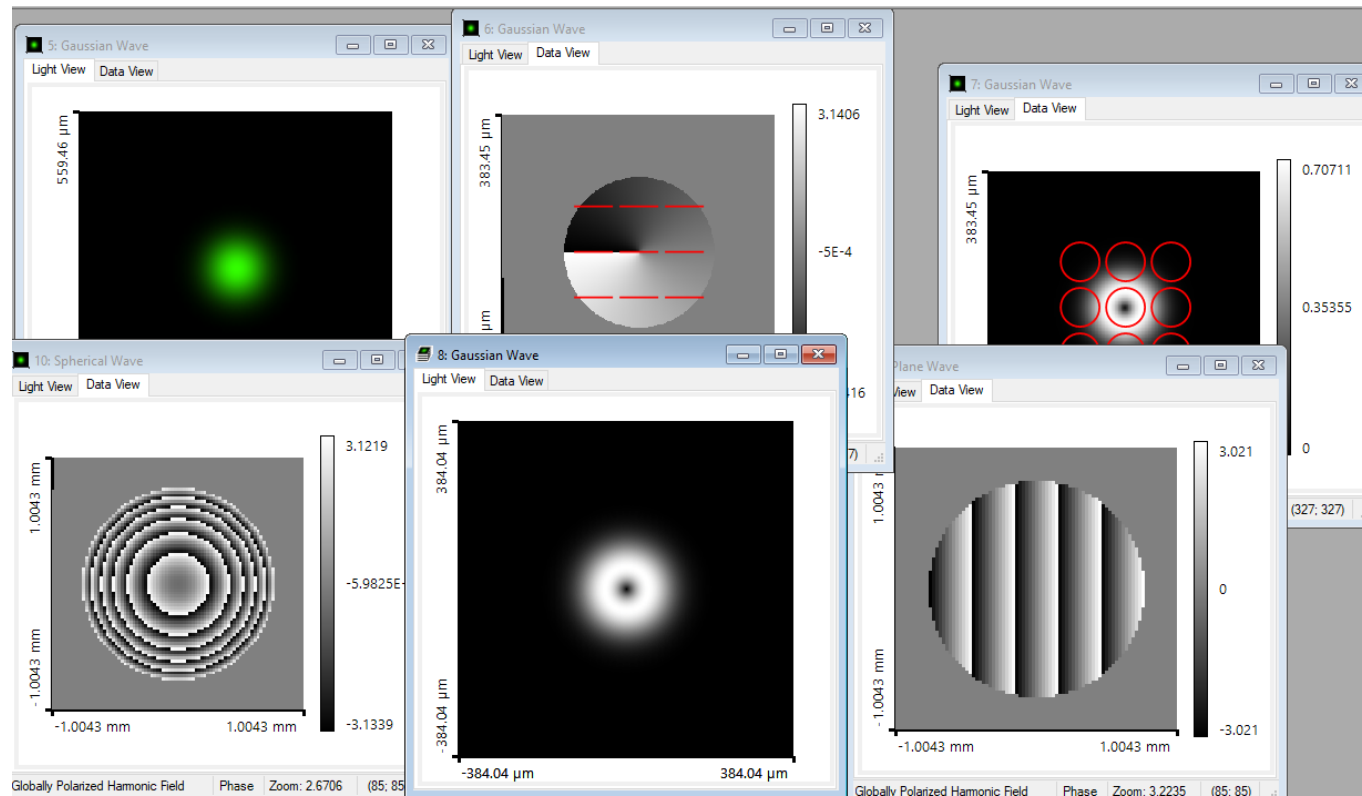 5: Gaussian Wave
Light View Data View
559.46 µm
6: Gaussian Wave
Light View Data View
383.45 µm
3.1406
-5E-4
7: Gaussian Wave
Light View Data View
383.45 µm
0.70711
0.35355
0
(327; 327)
10: Spherical Wave
Light View Data View
1.0043 mm
-1.0043 mm
-1.0043 mm 1.0043 mm
3.1219
-5.9825E-
-3.1339
Globally Polarized Harmonic Field Phase Zoom: 2.6706 (85; 85
8: Gaussian Wave
Light View Data View
384.04 µm
-384.04 µm
-384.04 µm 384.04 µm
Plane Wave
Data View
1.0043 mm
-1.0043 mm
-1.0043 mm 1.0043 mm
3.021
0
-3.021
Globally Polarized Harmonic Field Phase Zoom: 3.2235 (85; 85)